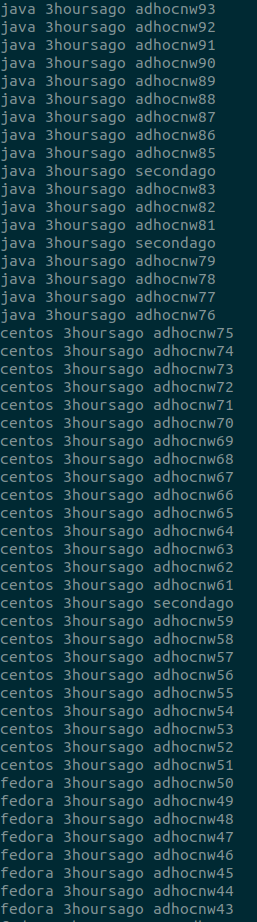 java 3hoursago adhocnw93
java 3hoursago adhocnw92
java 3hoursago adhocnw91
java 3hoursago adhocnw90
java 3hoursago adhocnw89
java 3hoursago adhocnw88
java 3hoursago adhocnw87
java 3hoursago adhocnw86
java 3hoursago adhocnw85
java 3hoursago secondago
java 3hoursago adhocnw83
java 3hoursago adhocnw82
java 3hoursago adhocnw81
java 3hoursago secondago
java 3hoursago adhocnw79
java 3hoursago adhocnw78
java 3hoursago adhocnw77
java 3hoursago adhocnw76
centos 3hoursago adhocnw75
centos 3hoursago adhocnw74
centos 3hoursago adhocnw73
centos 3hoursago adhocnw72
centos 3hoursago adhocnw71
centos 3hoursago adhocnw70
centos 3hoursago adhocnw69
centos 3hoursago adhocnw68
centos 3hoursago adhocnw67
centos 3hoursago adhocnw66
centos 3hoursago adhocnw65
centos 3hoursago adhocnw64
centos 3hoursago adhocnw63
centos 3hoursago adhocnw62
centos 3hoursago adhocnw61
centos 3hoursago secondago
centos 3hoursago adhocnw59
centos 3hoursago adhocnw58
centos 3hoursago adhocnw57
centos 3hoursago adhocnw56
centos 3hoursago adhocnw55
centos 3hoursago adhocnw54
centos 3hoursago adhocnw53
centos 3hoursago adhocnw52
centos 3hoursago adhocnw51
fedora 3hoursago adhocnw50
fedora 3hoursago adhocnw49
fedora 3hoursago adhocnw48
fedora 3hoursago adhocnw47
fedora 3hoursago adhocnw46
fedora 3hoursago adhocnw45
fedora 3hoursago adhocnw44
fedora 3hoursago adhocnw43